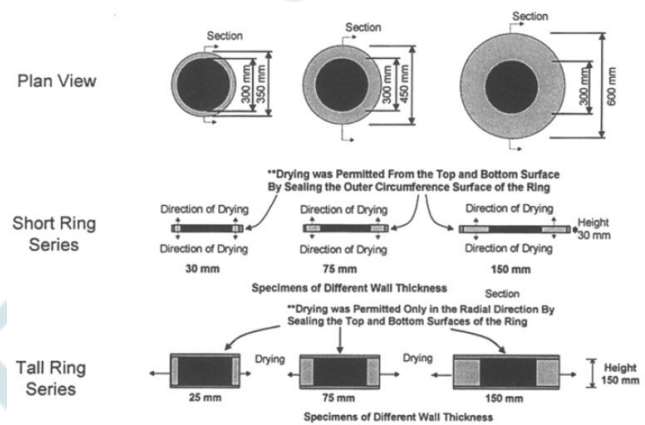 Section
Section
Section
Plan View
300 mm
350 mm
300 mm
450 mm
300 mm
600 mm
**Drying was Permitted From the Top and Bottom Surface
By Sealing the Outer Circumference Surface of the Ring
Short Ring
Series
Direction of Drying
Direction of Drying
Direction of Drying
Height
30 mm
Direction of Drying
Direction of Drying
Direction of Drying
30 mm
75 mm
150 mm
Specimens of Different Wall Thickness
Section
**Drying was Permitted Only in the Radial Direction By
Sealing the Top and Bottom Surfaces of the Ring
Tall Ring
Series
Drying
Drying
Height
150 mm
25 mm
75 mm
150 mm
Specimens of Different Wall Thickness